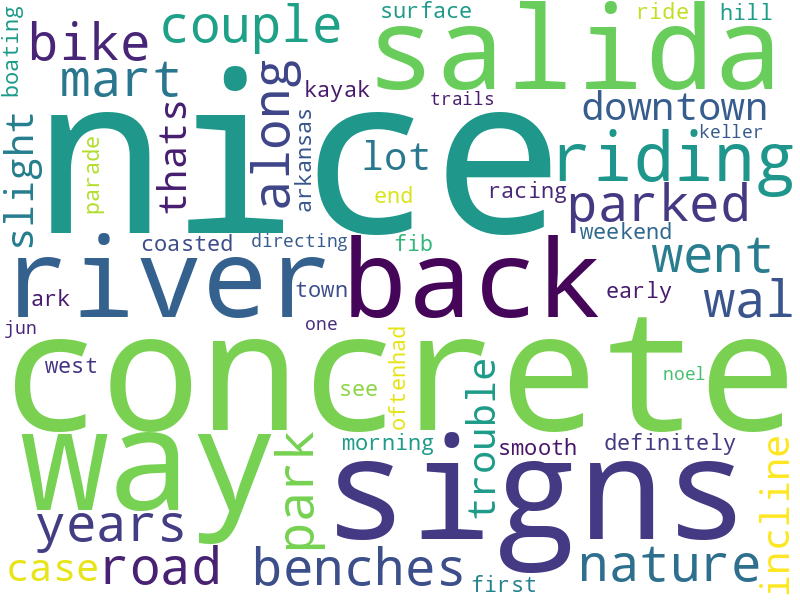 surface
ride
hill
couple
salida
boating
bike
mart
along
kayak
trails
nice
thats
downtown
keller
slight
parade
arkansas
lot
riding
racing
end
parked
weekend
coasted
directing
fib
went
river
back
ark
town
early
wal
jun
one
concrete
west
oftenhad
see
noel
trouble
way
park
morning
smooth
definitely
signs
incline
years
case
road
benches
first
nature